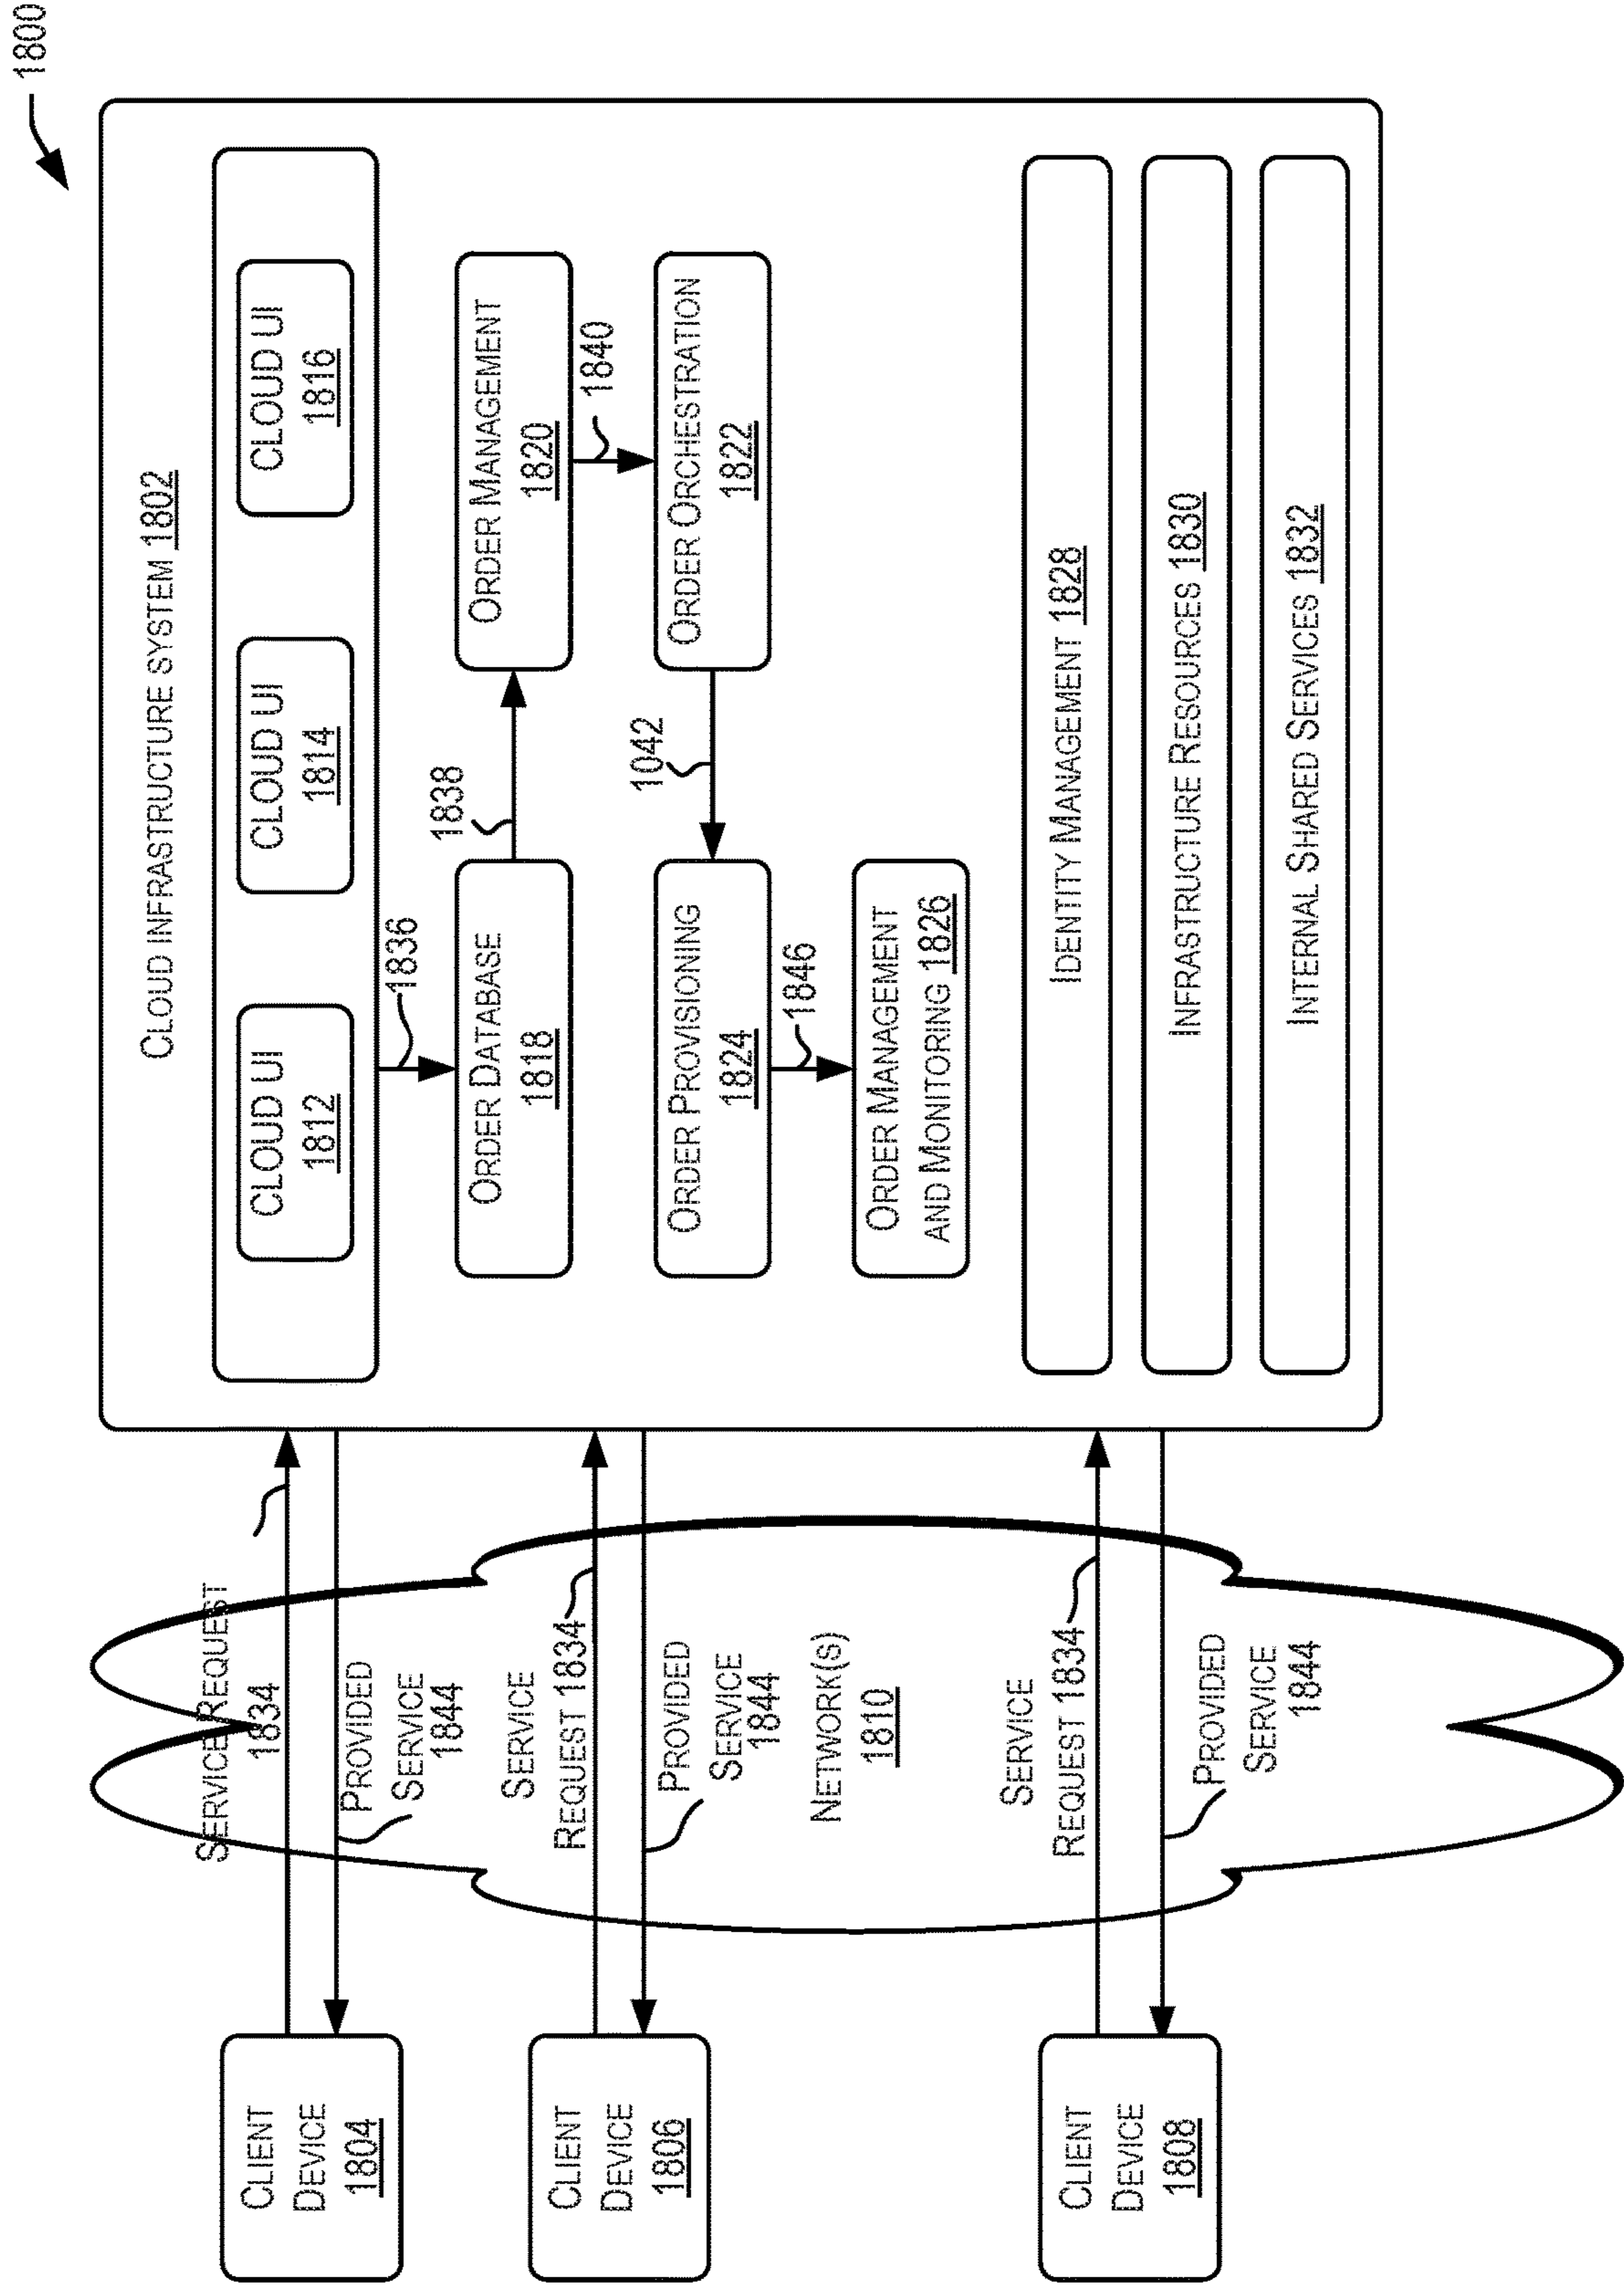 1800
CLOUD INFRASTRUCTURE SYSTEM 1802
CLOUD UI
1812
CLOUD UI
1814
CLOUD UI
1816
1836
ORDER DATABASE
1818
1838
ORDER MANAGEMENT
1820
1840
ORDER ORCHESTRATION
1822
1042
ORDER PROVISIONING
1824
1846
ORDER MANAGEMENT
AND MONITORING 1826
IDENTITY MANAGEMENT 1828
INFRASTRUCTURE RESOURCES 1830
INTERNAL SHARED SERVICES 1832
CLIENT
DEVICE
1804
SERVICE REQUEST
1834
PROVIDED
SERVICE
1844
CLIENT
DEVICE
1806
SERVICE
REQUEST 1834
PROVIDED
SERVICE
1844
NETWORK(S)
1810
CLIENT
DEVICE
1808
SERVICE
REQUEST 1834
PROVIDED
SERVICE
1844